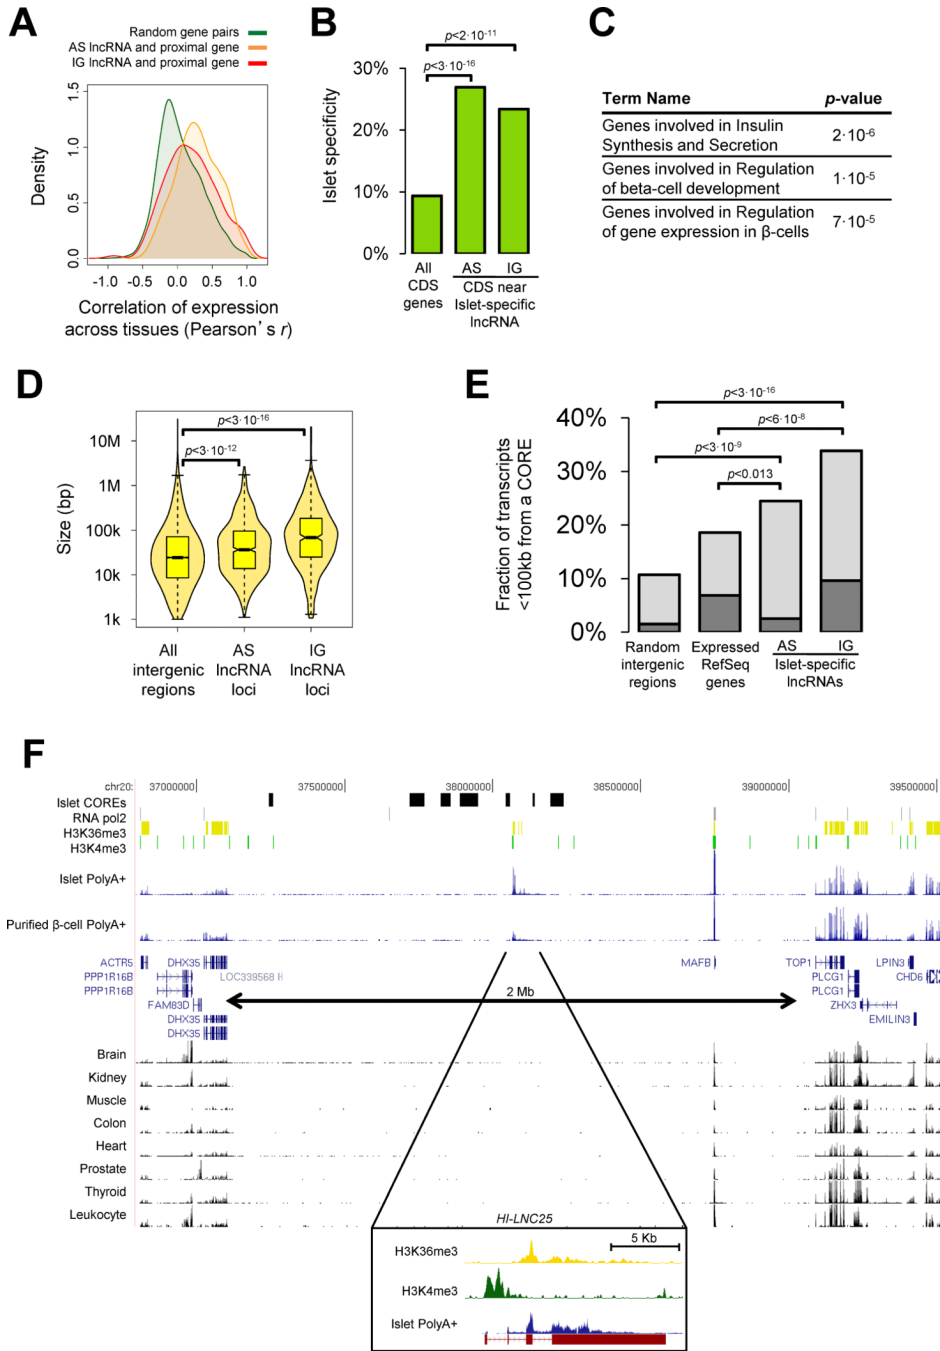 A
Random gene pairs
AS lncRNA and proximal gene
IG lncRNA and proximal gene
1.5
1.0
0.5
0.0
Density
-1.0 -0.5 0.0 0.5 1.0
Correlation of expression
across tissues (Pearson's r)
B
p<2·10-11
p<3·10-16
30%
20%
10%
0%
Islet specificity
All
CDS
genes
AS IG
CDS near
Islet-specific
lncRNA
C
Term Name p-value
Genes involved in Insulin
Synthesis and Secretion 2·10-6
Genes involved in Regulation
of beta-cell development 1·10-5
Genes involved in Regulation
of gene expression in β-cells 7·10-5
D
p<3·10-16
p<3·10-12
10M
1M
100k
10k
1k
Size (bp)
All
intergenic
regions
AS
lncRNA
loci
IG
lncRNA
loci
E
p<3·10-16
p<6·10-8
p<3·10-9
p<0.013
40%
30%
20%
10%
0%
Fraction of transcripts
<100kb from a CORE
Random
intergenic
regions
Expressed
RefSeq
genes
AS IG
Islet-specific
lncRNAs
F
chr20: 37000000 37500000 38000000 38500000 39000000 39500000
Islet COREs
RNA pol2
H3K36me3
H3K4me3
Islet PolyA+
Purified β-cell PolyA+
ACTR5 DHX35 MAFB TOP1 LPIN3
PPP1R16B LOC339568 PLCG1 CHD6
PPP1R16B 2 Mb PLCG1
FAM83D ZHX3
DHX35 EMILIN3
DHX35
Brain
Kidney
Muscle
Colon
Heart
Prostate
Thyroid
Leukocyte
HI-LNC25
5 Kb
H3K36me3
H3K4me3
Islet PolyA+